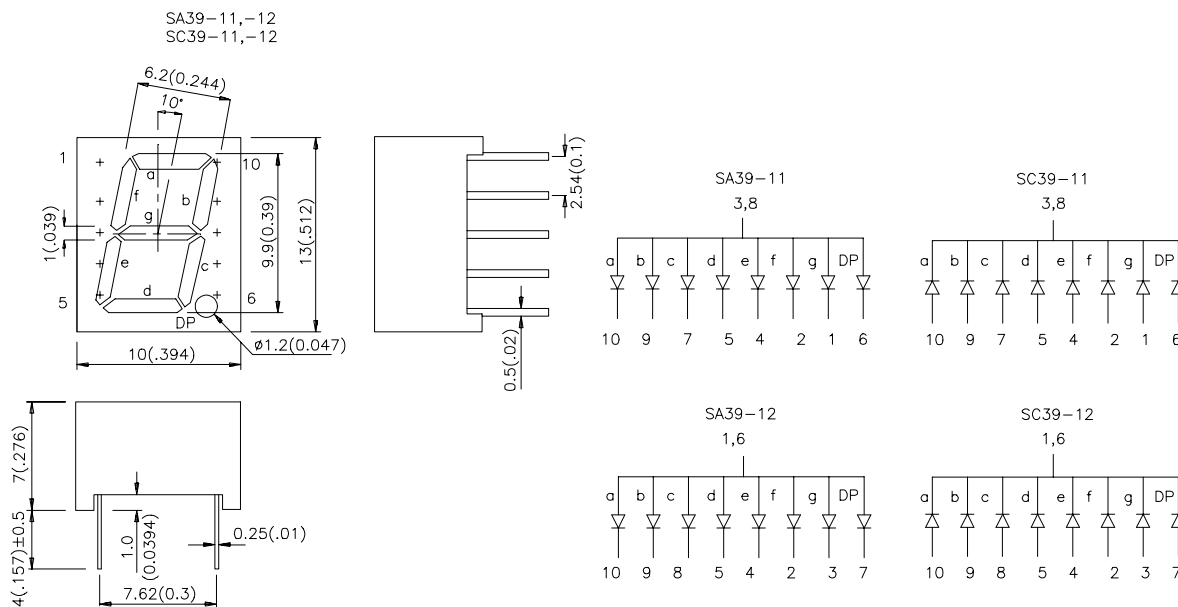 SA39-11,-12
SC39-11,-12
6.2(0.244)
10°
1
10
a
f
b
g
1(.039)
e
c
d
5
6
DP
9.9(0.39)
13(.512)
ø1.2(0.047)
10(.394)
2.54(0.1)
0.5(.02)
7(.276)
4(.157)±0.5
1.0
(0.0394)
0.25(.01)
7.62(0.3)
SA39-11
3,8
a b c d e f g DP
10 9 7 5 4 2 1 6
SC39-11
3,8
a b c d e f g DP
10 9 7 5 4 2 1 6
SA39-12
1,6
a b c d e f g DP
10 9 8 5 4 2 3 7
SC39-12
1,6
a b c d e f g DP
10 9 8 5 4 2 3 7